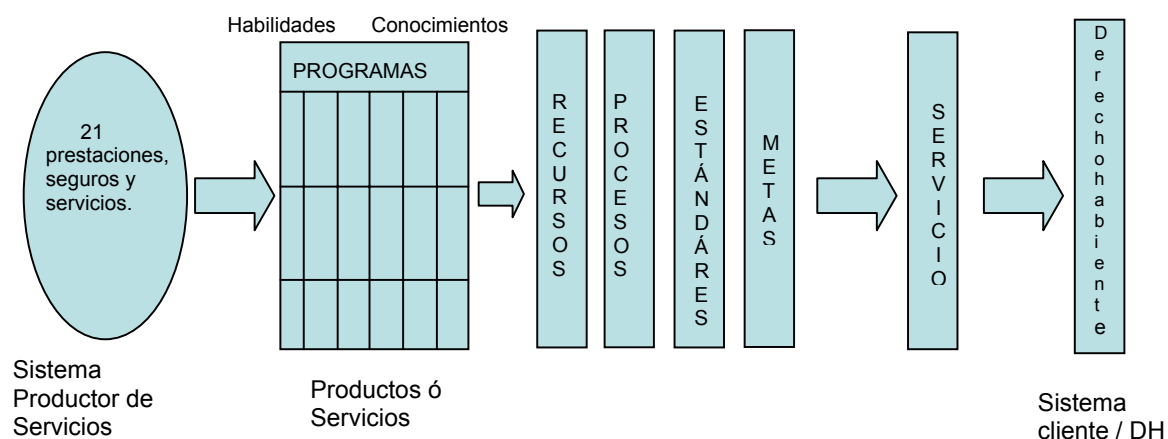 Habilidades Conocimientos
PROGRAMAS
21
prestaciones,
seguros y
servicios.
RECURSOS
PROCESOS
ESTÁNDÁRES
METAS
SERVICIO
Derechohabiente
Sistema
Productor de
Servicios
Productos ó
Servicios
Sistema
cliente / DH